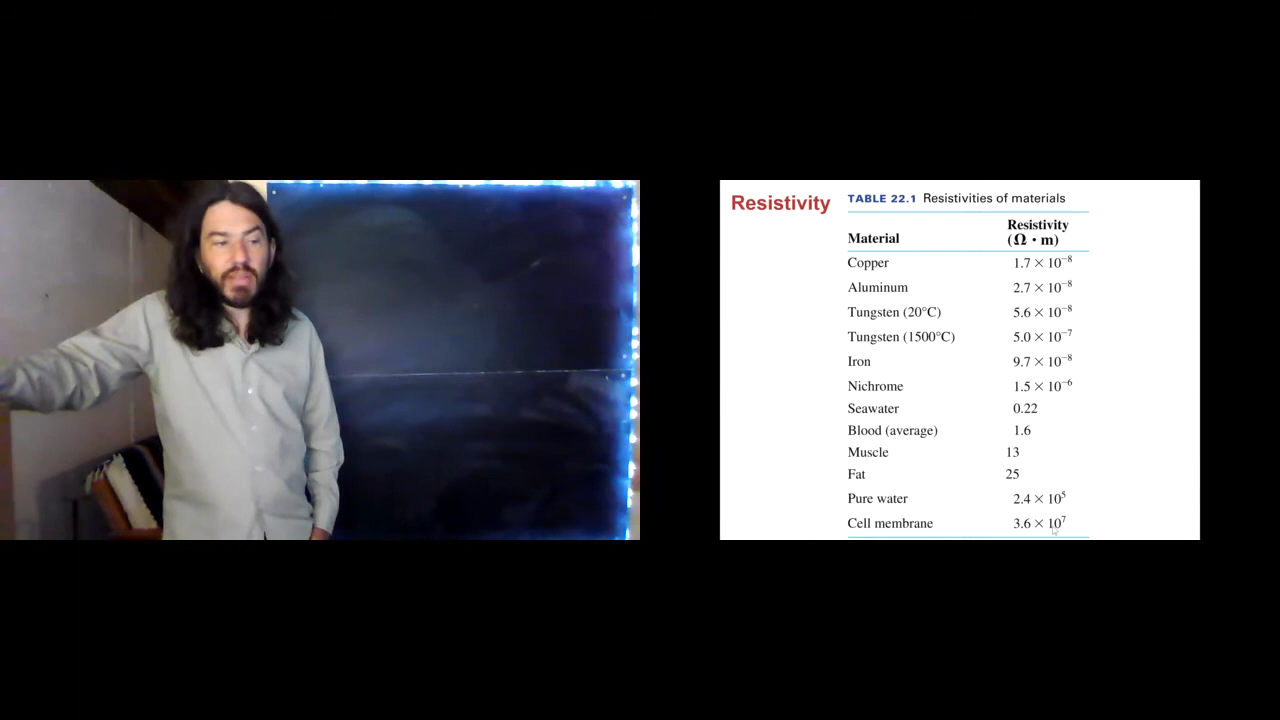 Resistivity
TABLE 22.1 Resistivities of materials
Material Resistivity (Ω · m)
Copper 1.7 × 10⁻⁸
Aluminum 2.7 × 10⁻⁸
Tungsten (20°C) 5.6 × 10⁻⁸
Tungsten (1500°C) 5.0 × 10⁻⁷
Iron 9.7 × 10⁻⁸
Nichrome 1.5 × 10⁻⁶
Seawater 0.22
Blood (average) 1.6
Muscle 13
Fat 25
Pure water 2.4 × 10⁵
Cell membrane 3.6 × 10⁷